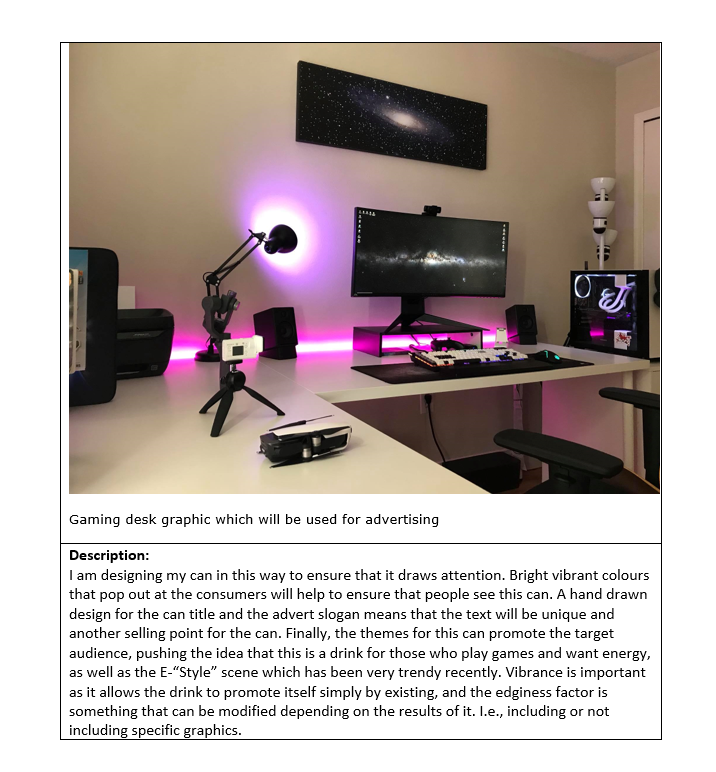 Gaming desk graphic which will be used for advertising
Description:
I am designing my can in this way to ensure that it draws attention. Bright vibrant colours
that pop out at the consumers will help to ensure that people see this can. A hand drawn
design for the can title and the advert slogan means that the text will be unique and
another selling point for the can. Finally, the themes for this can promote the target
audience, pushing the idea that this is a drink for those who play games and want energy,
as well as the E-“Style” scene which has been very trendy recently. Vibrance is important
as it allows the drink to promote itself simply by existing, and the edginess factor is
something that can be modified depending on the results of it. I.e., including or not
including specific graphics.